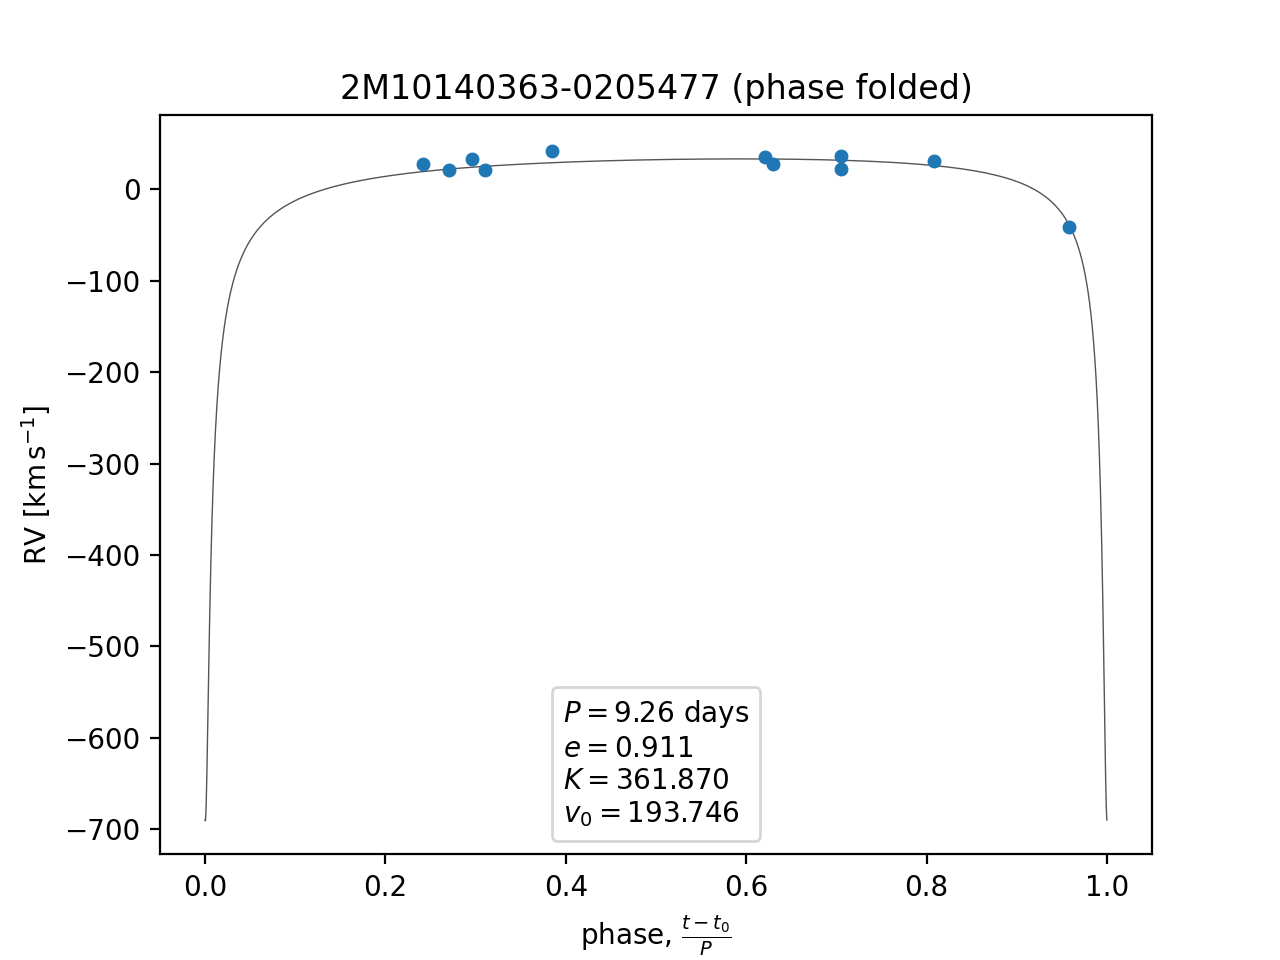 2M10140363-0205477 (phase folded)
0
−100
−200
−300
−400
−500
−600
−700
RV [km s⁻¹]
P = 9.26 days
e = 0.911
K = 361.870
v₀ = 193.746
0.0 0.2 0.4 0.6 0.8 1.0
phase, (t − t₀)/P